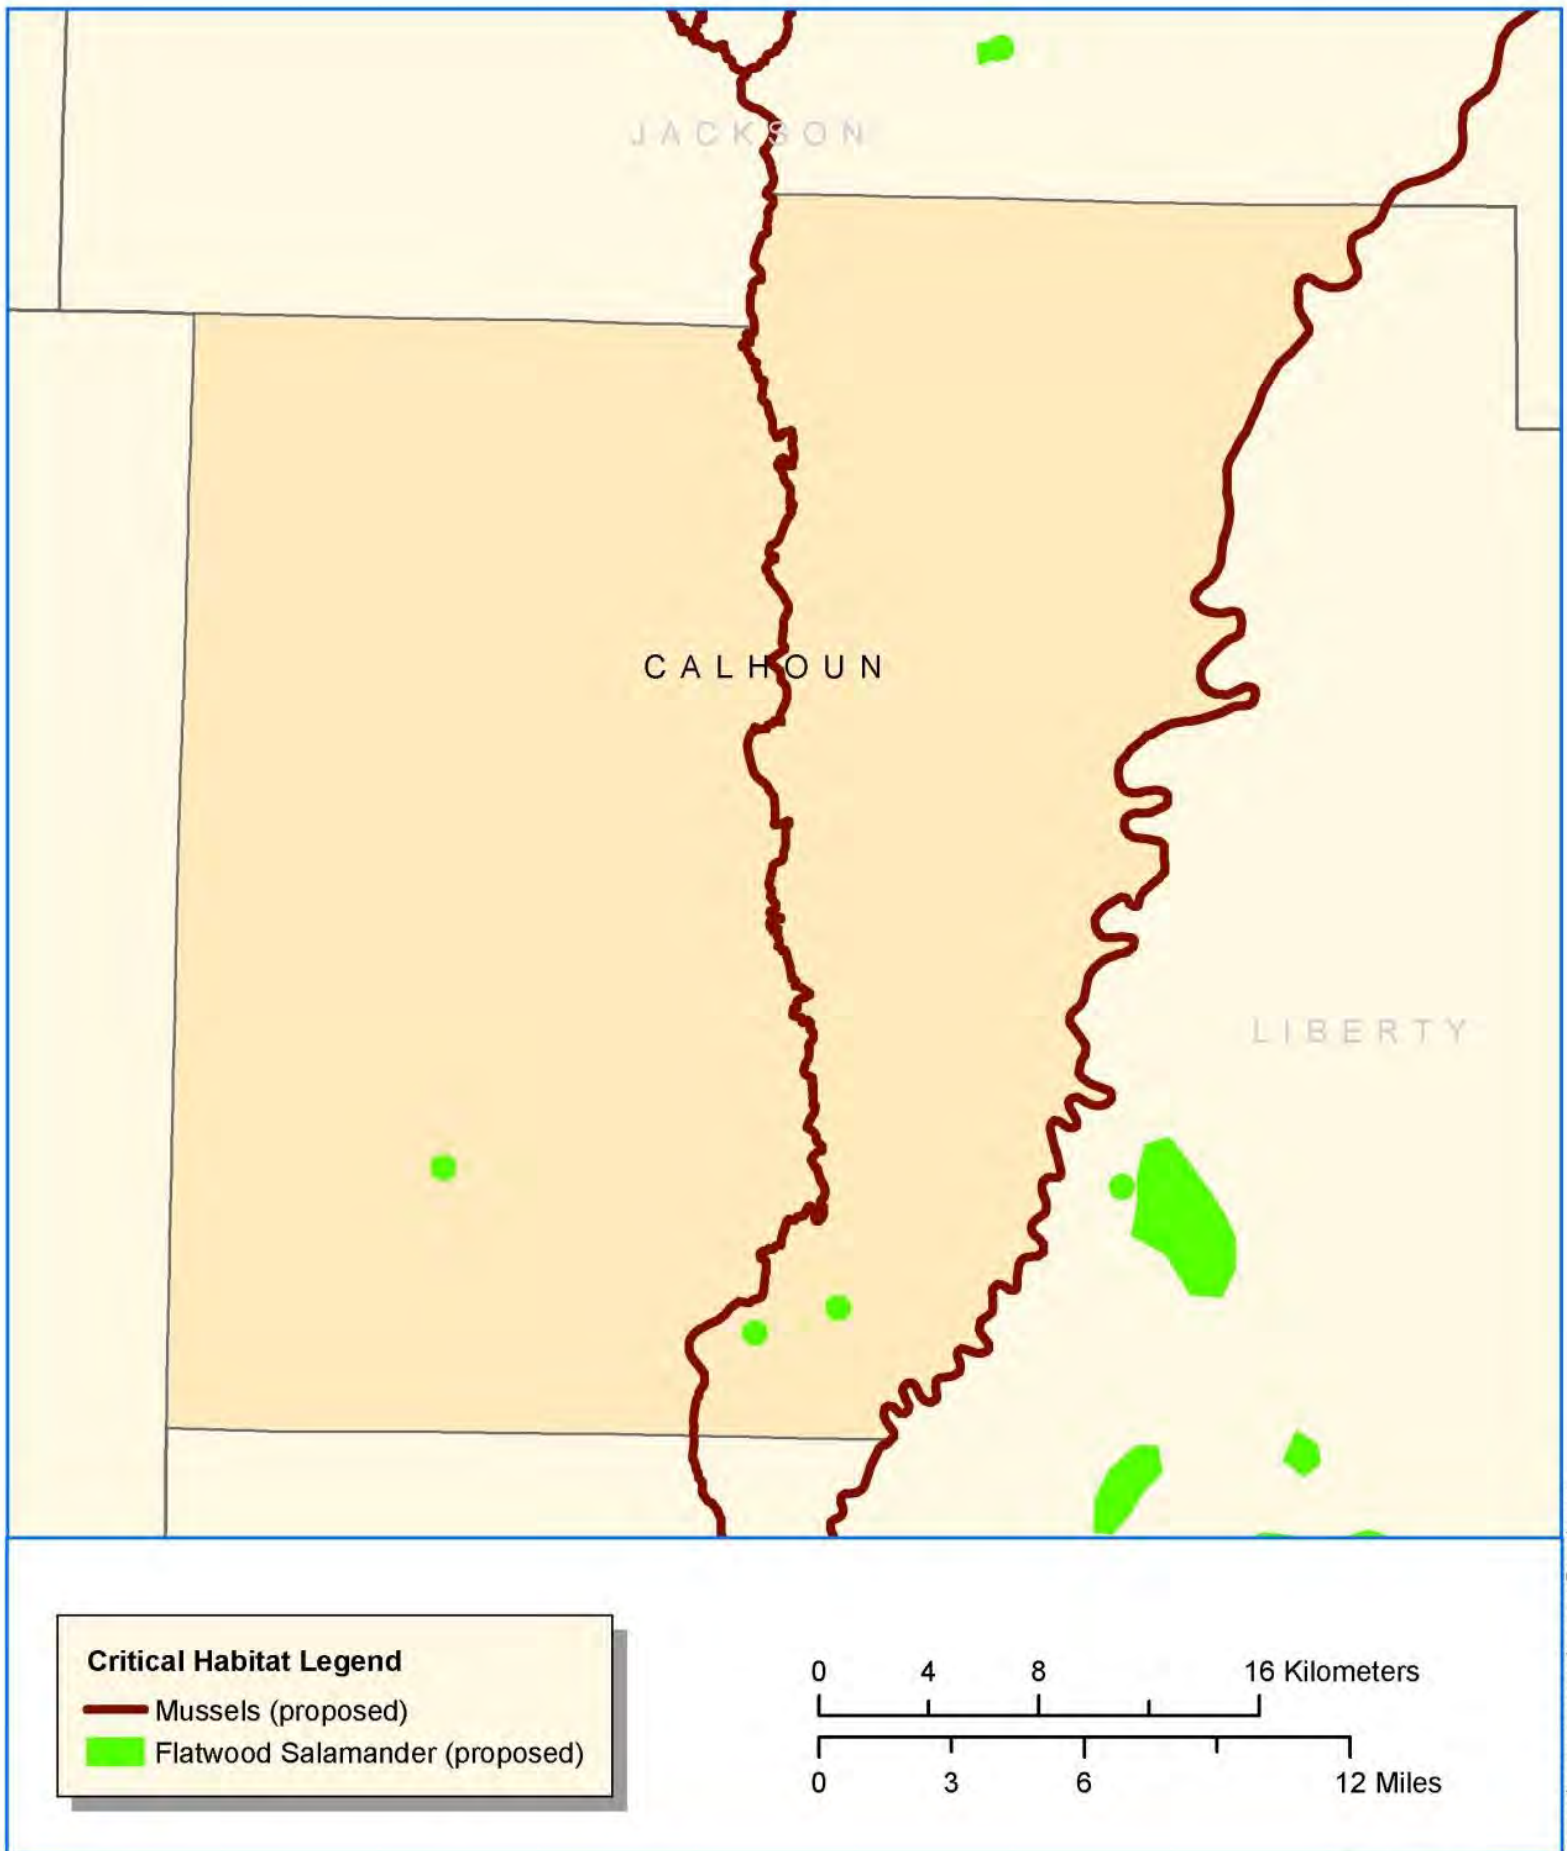 JACKSON
CALHOUN
LIBERTY
Critical Habitat Legend
Mussels (proposed)
Flatwood Salamander (proposed)
0 4 8 16 Kilometers
0 3 6 12 Miles